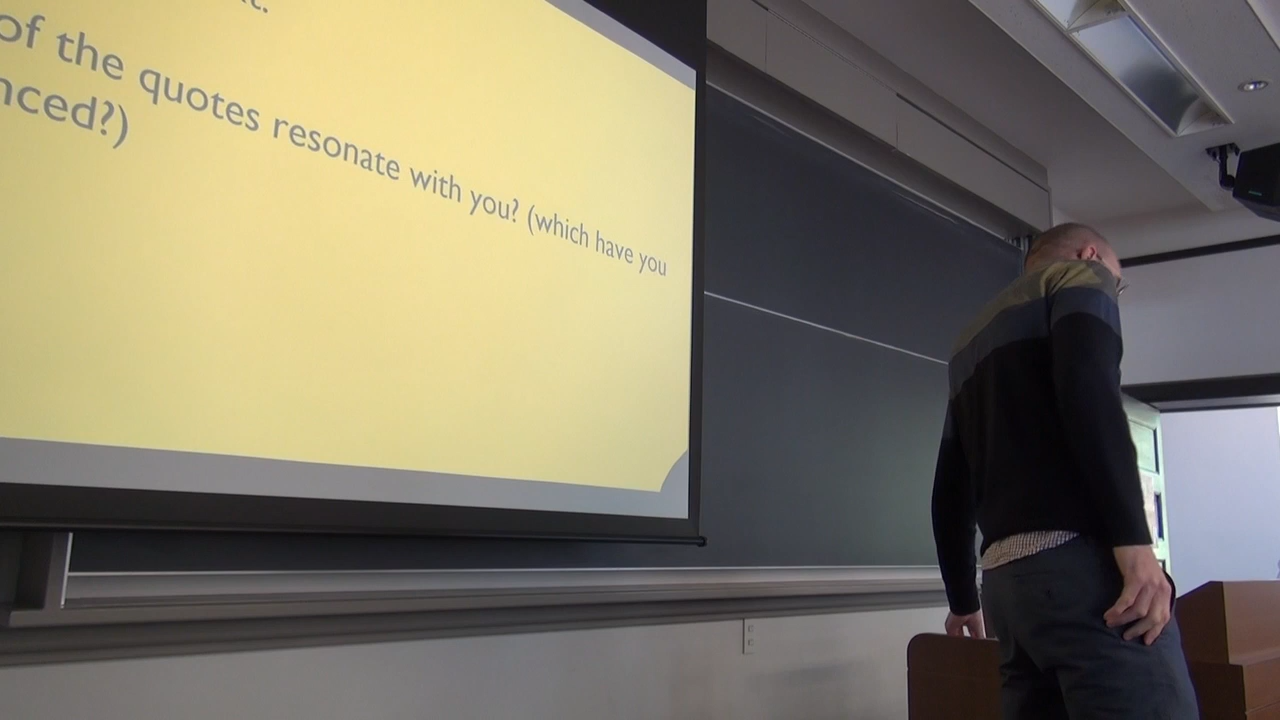 of the quotes resonate with you? (which have you
nced?)